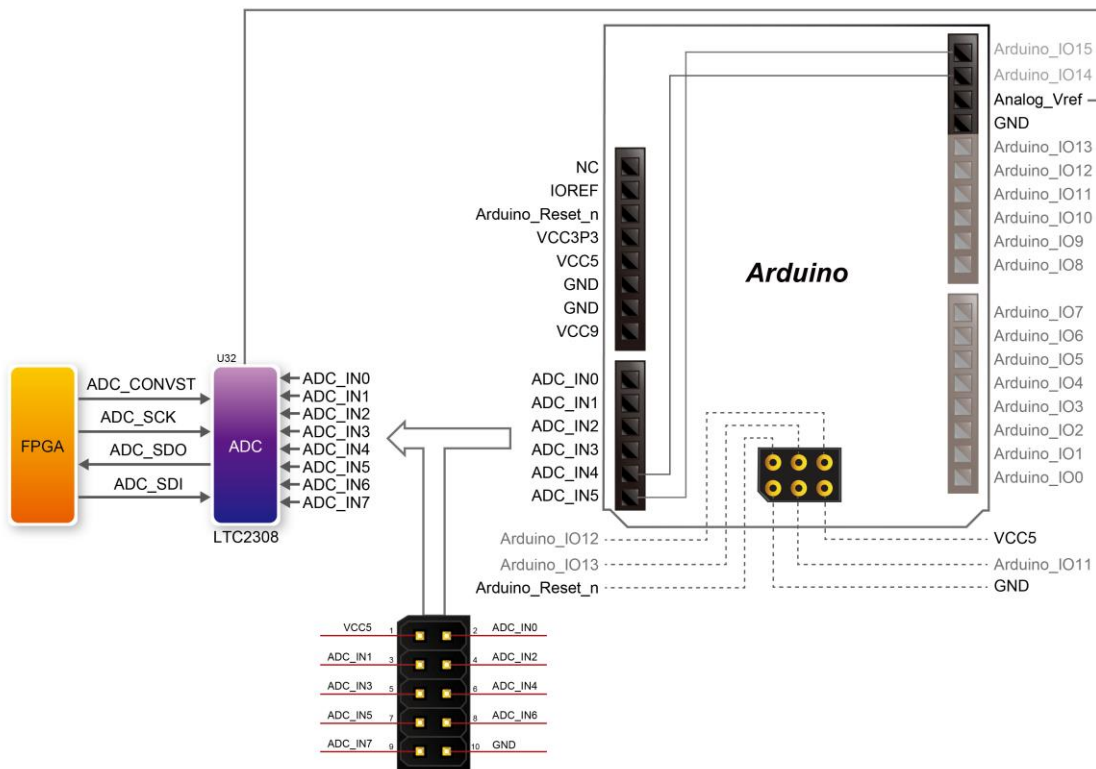 Arduino_IO15
Arduino_IO14
Analog_Vref
GND
Arduino_IO13
Arduino_IO12
Arduino_IO11
Arduino_IO10
Arduino_IO9
Arduino_IO8
NC
IOREF
Arduino_Reset_n
VCC3P3
VCC5
GND
GND
VCC9
Arduino
Arduino_IO7
Arduino_IO6
Arduino_IO5
Arduino_IO4
Arduino_IO3
Arduino_IO2
Arduino_IO1
Arduino_IO0
FPGA
ADC_CONVST
ADC_SCK
ADC_SDO
ADC_SDI
U32
ADC
LTC2308
ADC_IN0
ADC_IN1
ADC_IN2
ADC_IN3
ADC_IN4
ADC_IN5
ADC_IN6
ADC_IN7
ADC_IN0
ADC_IN1
ADC_IN2
ADC_IN3
ADC_IN4
ADC_IN5
Arduino_IO12
Arduino_IO13
Arduino_Reset_n
VCC5
Arduino_IO11
GND
VCC5 1 2 ADC_IN0
ADC_IN1 3 4 ADC_IN2
ADC_IN3 5 6 ADC_IN4
ADC_IN5 7 8 ADC_IN6
ADC_IN7 9 10 GND